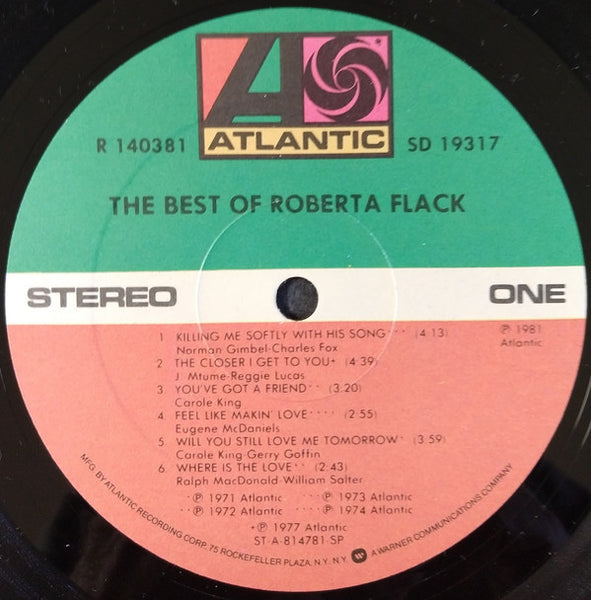 ATLANTIC
R 140381
SD 19317
THE BEST OF ROBERTA FLACK
STEREO
ONE
℗ 1981
Atlantic
1 KILLING ME SOFTLY WITH HIS SONG··· (4:13)
Norman Gimbel-Charles Fox
2 THE CLOSER I GET TO YOU+ (4:39)
J. Mtume-Reggie Lucas
3 YOU'VE GOT A FRIEND·· (3:20)
Carole King
4 FEEL LIKE MAKIN' LOVE···· (2:55)
Eugene McDaniels
5 WILL YOU STILL LOVE ME TOMORROW· (3:59)
Carole King-Gerry Goffin
6 WHERE IS THE LOVE·· (2:43)
Ralph MacDonald-William Salter
·℗ 1971 Atlantic ···℗ 1973 Atlantic
··℗ 1972 Atlantic ····℗ 1974 Atlantic
+℗ 1977 Atlantic
ST-A-814781-SP
MFG. BY ATLANTIC RECORDING CORP. 75 ROCKEFELLER PLAZA, N.Y. N.Y. A WARNER COMMUNICATIONS COMPANY